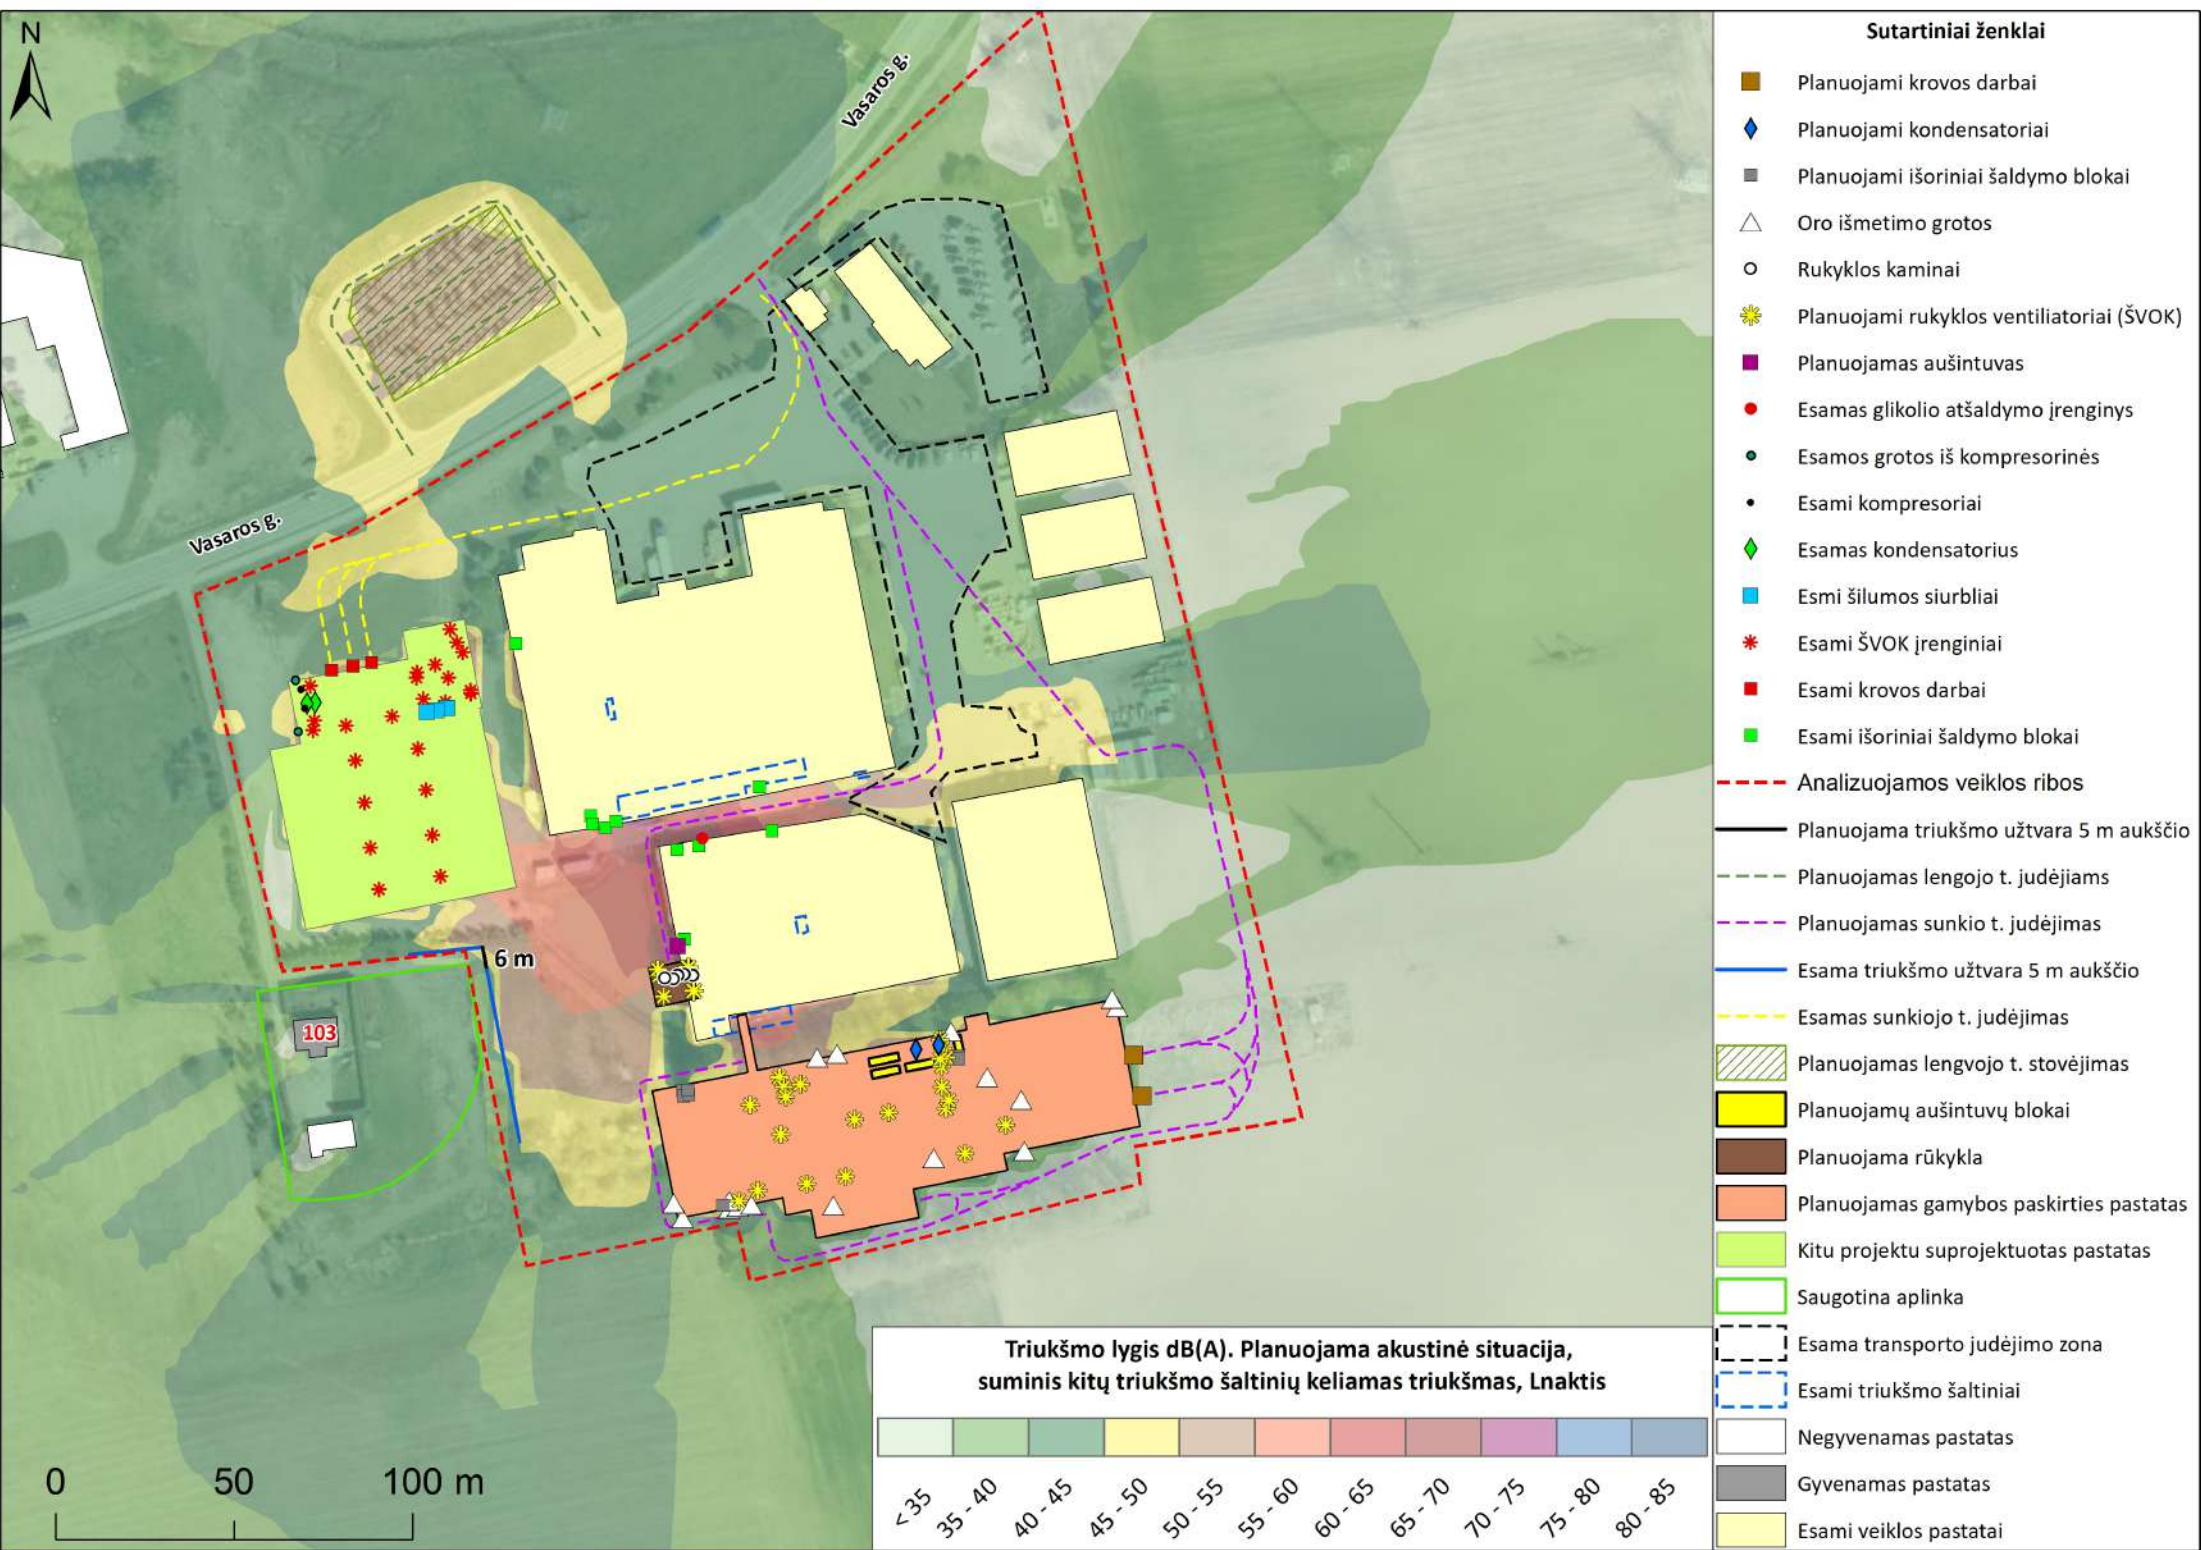 N
Vasaros g.
Vasaros g.
6 m
103
0 50 100 m
Sutartiniai ženklai
Planuojami krovos darbai
Planuojami kondensatoriai
Planuojami išoriniai šaldymo blokai
Oro išmetimo grotos
Rukyklos kaminai
Planuojami rukyklos ventiliatoriai (ŠVOK)
Planuojamas aušintuvas
Esamas glikolio atšaldymo įrenginys
Esamos grotos iš kompresorinės
Esami kompresoriai
Esamas kondensatorius
Esmi šilumos siurbliai
Esami ŠVOK įrenginiai
Esami krovos darbai
Esami išoriniai šaldymo blokai
Analizuojamos veiklos ribos
Planuojama triukšmo užtvara 5 m aukščio
Planuojamas lengojo t. judėjiams
Planuojamas sunkio t. judėjimas
Esama triukšmo užtvara 5 m aukščio
Esamas sunkiojo t. judėjimas
Planuojamas lengvojo t. stovėjimas
Planuojamų aušintuvų blokai
Planuojama rūkykla
Planuojamas gamybos paskirties pastatas
Kitu projektu suprojektuotas pastatas
Saugotina aplinka
Esama transporto judėjimo zona
Esami triukšmo šaltiniai
Negyvenamas pastatas
Gyvenamas pastatas
Esami veiklos pastatai
Triukšmo lygis dB(A). Planuojama akustinė situacija,
suminis kitų triukšmo šaltinių keliamas triukšmas, Lnaktis
< 35 35 - 40 40 - 45 45 - 50 50 - 55 55 - 60 60 - 65 65 - 70 70 - 75 75 - 80 80 - 85